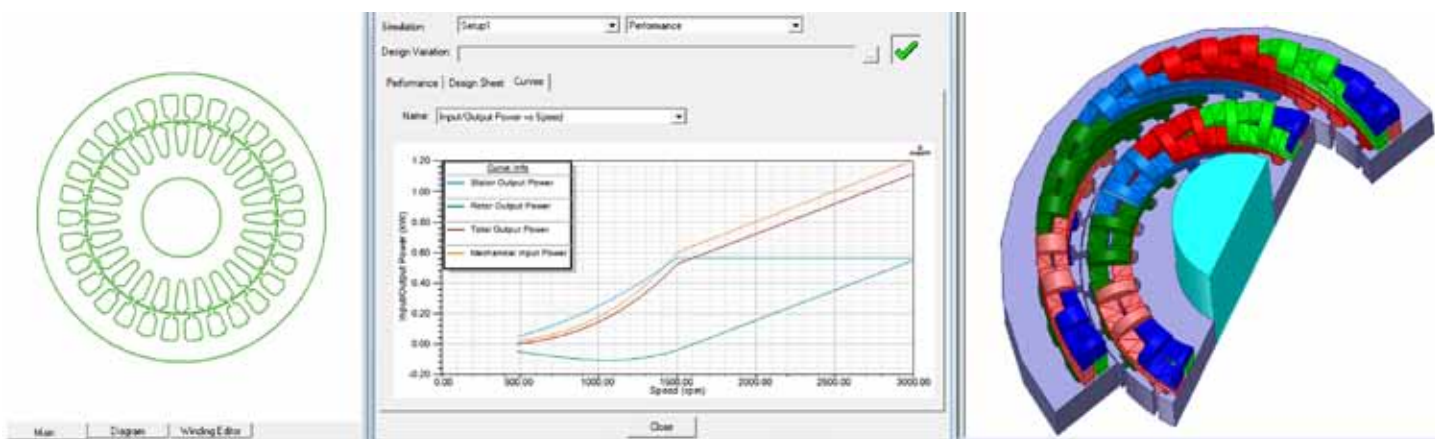 Simulation: Setup1 Performance
Design Variation: ...
Performance Design Sheet Curves
Name: Input/Output Power vs Speed
Curve Info
Stator Output Power
Rotor Output Power
Total Output Power
Mechanical Input Power
Input/Output Power (kW)
1.20
1.00
0.80
0.60
0.40
0.20
0.00
-0.20
0.00 500.00 1000.00 1500.00 2000.00 2500.00 3000.00
Speed (rpm)
Close
Main Diagram Winding Editor